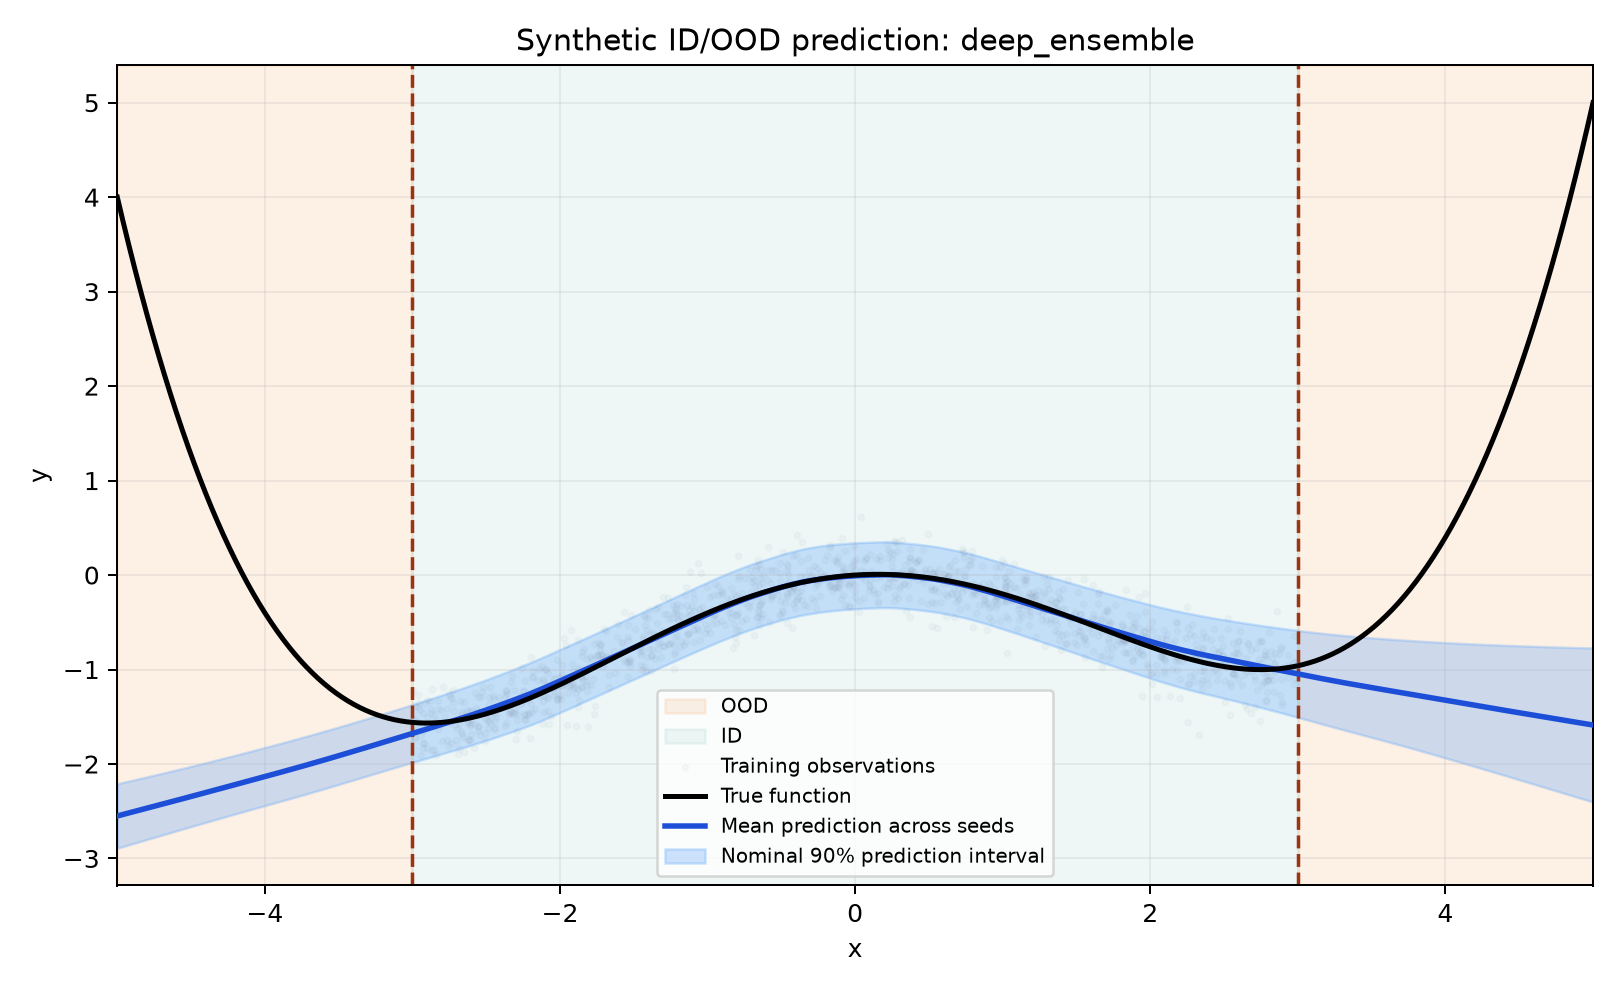 Synthetic ID/OOD prediction: deep_ensemble
5
4
3
2
1
0
−1
−2
−3
y
OOD
ID
Training observations
True function
Mean prediction across seeds
Nominal 90% prediction interval
−4 −2 0 2 4
x